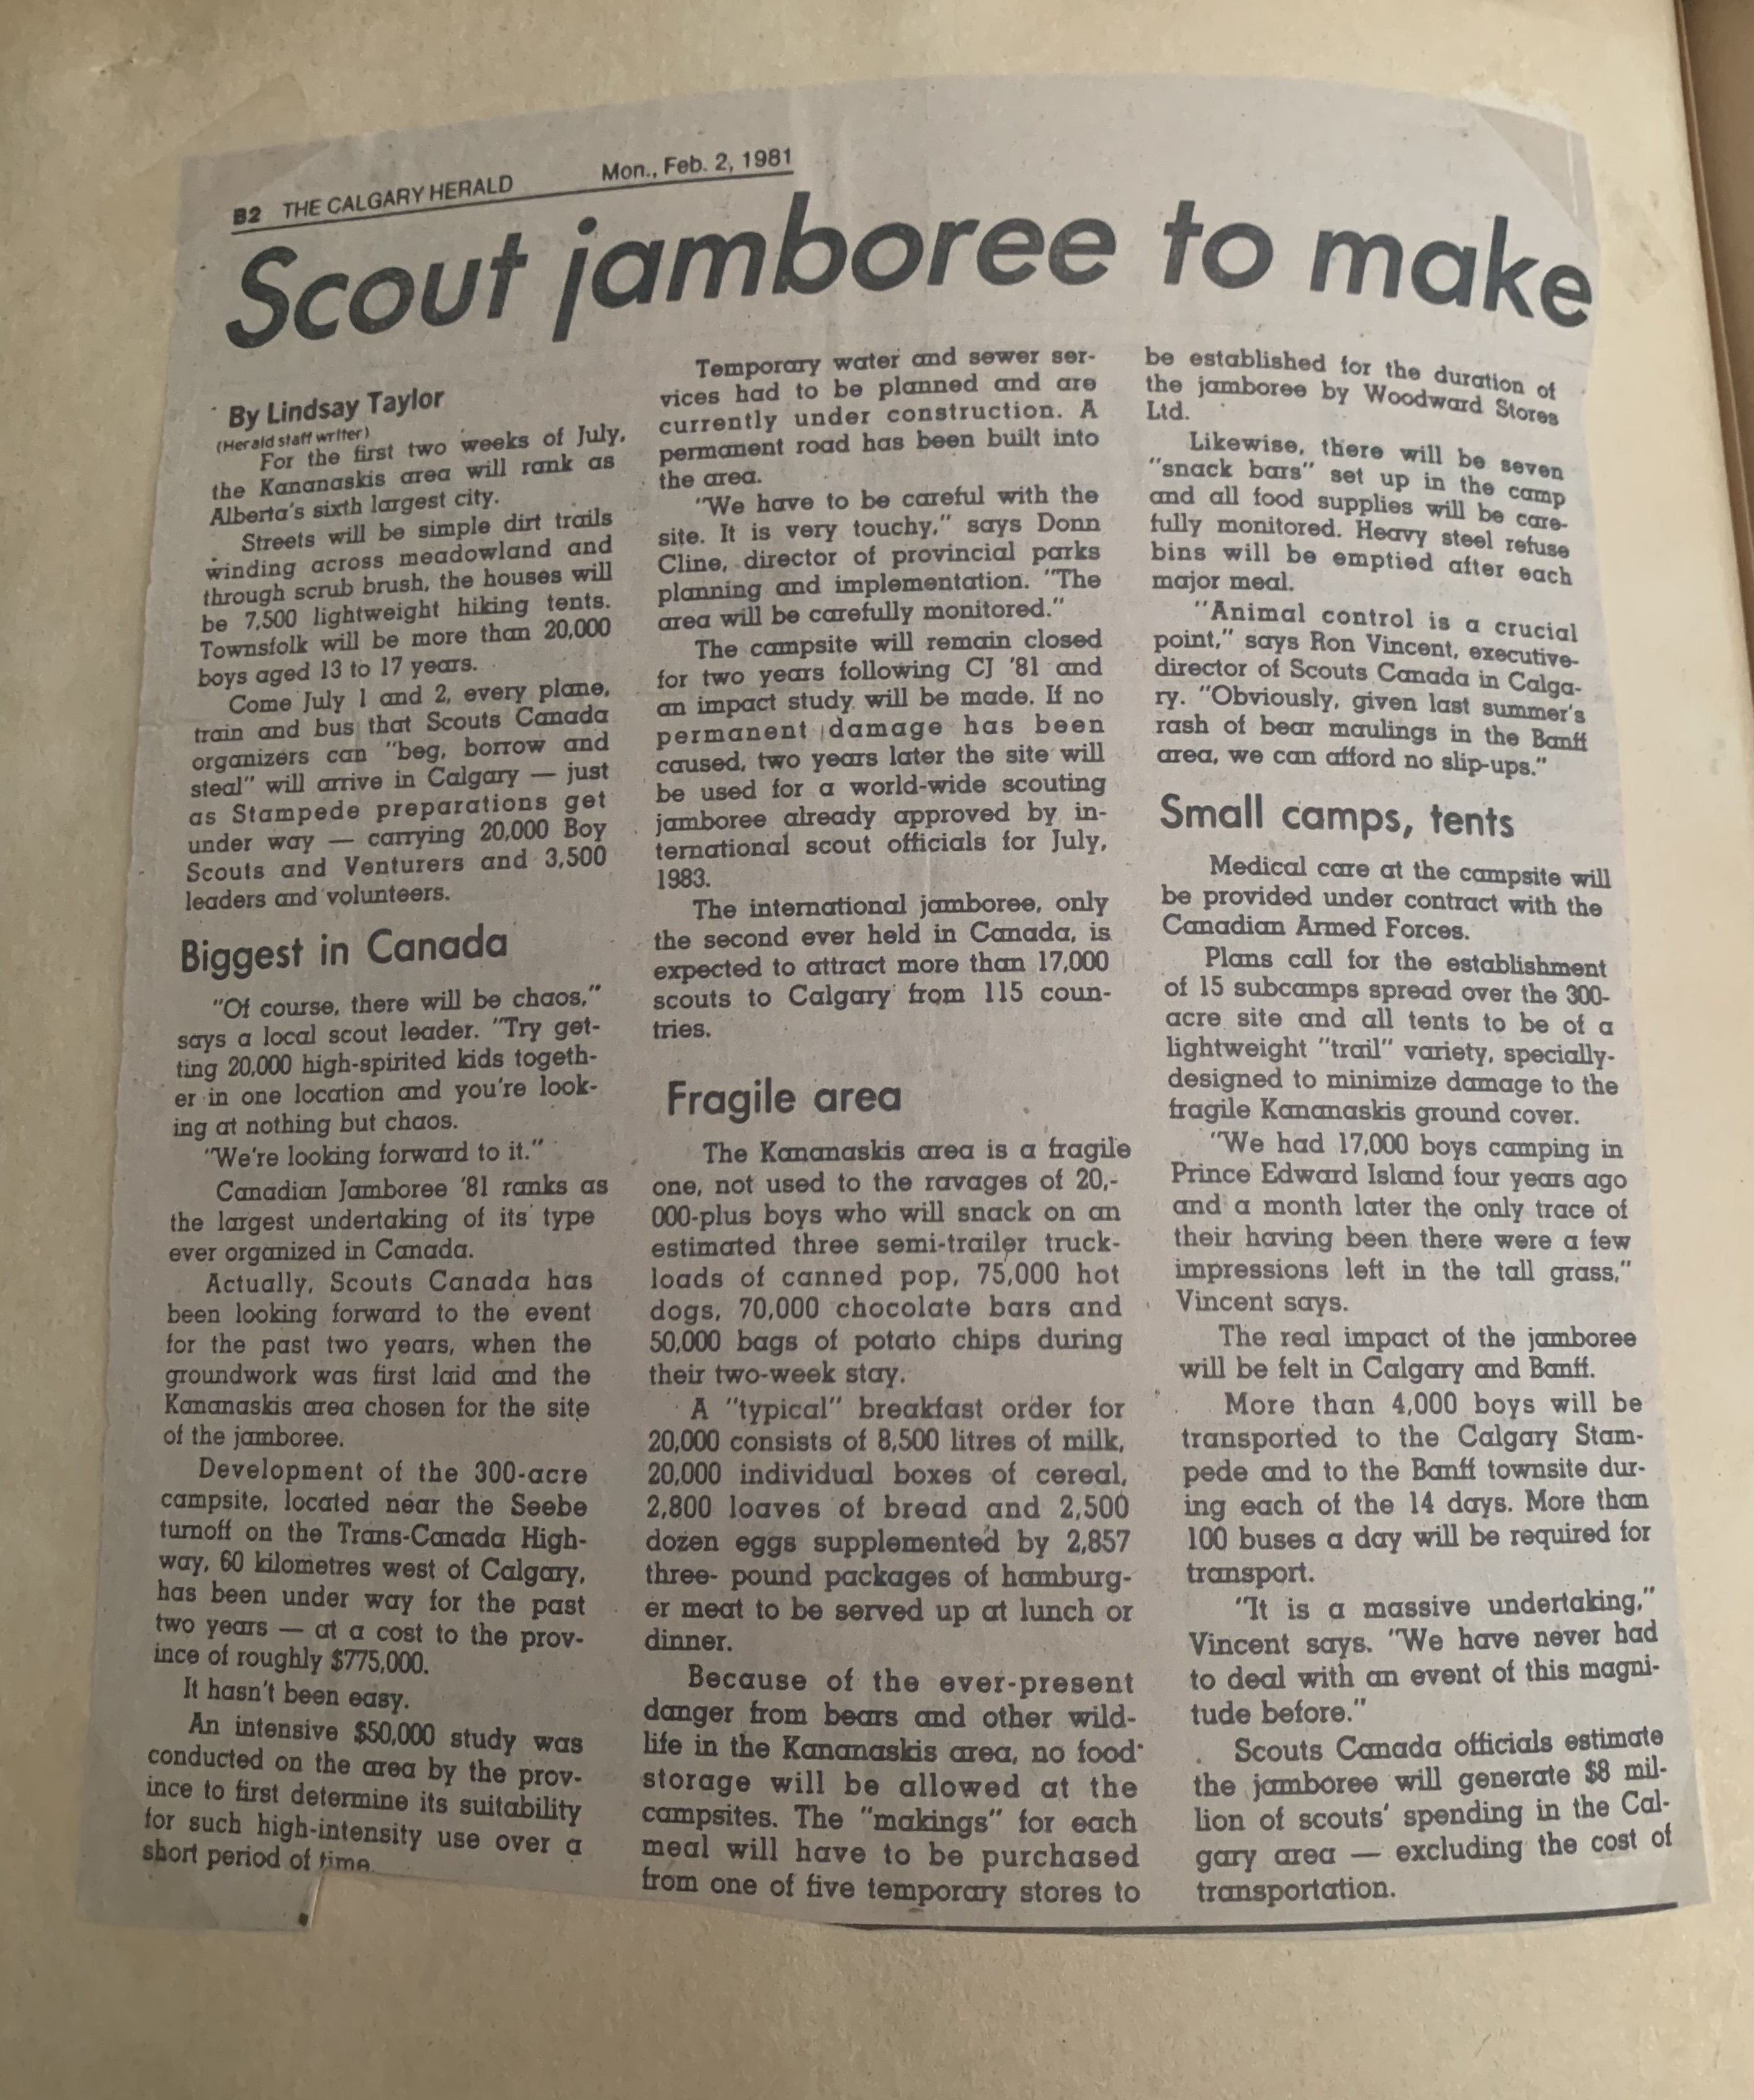 B2 THE CALGARY HERALD Mon., Feb. 2, 1981
Scout jamboree to make
By Lindsay Taylor
(Herald staff writer)
For the first two weeks of July,
the Kananaskis area will rank as
Alberta's sixth largest city.
Streets will be simple dirt trails
winding across meadowland and
through scrub brush, the houses will
be 7,500 lightweight hiking tents.
Townsfolk will be more than 20,000
boys aged 13 to 17 years.
Come July 1 and 2, every plane,
train and bus that Scouts Canada
organizers can "beg, borrow and
steal" will arrive in Calgary — just
as Stampede preparations get
under way — carrying 20,000 Boy
Scouts and Venturers and 3,500
leaders and volunteers.
Biggest in Canada
"Of course, there will be chaos,"
says a local scout leader. "Try get-
ting 20,000 high-spirited kids togeth-
er in one location and you're look-
ing at nothing but chaos.
"We're looking forward to it."
Canadian Jamboree '81 ranks as
the largest undertaking of its type
ever organized in Canada.
Actually, Scouts Canada has
been looking forward to the event
for the past two years, when the
groundwork was first laid and the
Kananaskis area chosen for the site
of the jamboree.
Development of the 300-acre
campsite, located near the Seebe
turnoff on the Trans-Canada High-
way, 60 kilometres west of Calgary,
has been under way for the past
two years — at a cost to the prov-
ince of roughly $775,000.
It hasn't been easy.
An intensive $50,000 study was
conducted on the area by the prov-
ince to first determine its suitability
for such high-intensity use over a
short period of time.
Temporary water and sewer ser-
vices had to be planned and are
currently under construction. A
permanent road has been built into
the area.
"We have to be careful with the
site. It is very touchy," says Donn
Cline, director of provincial parks
planning and implementation. "The
area will be carefully monitored."
The campsite will remain closed
for two years following CJ '81 and
an impact study will be made. If no
permanent damage has been
caused, two years later the site will
be used for a world-wide scouting
jamboree already approved by in-
ternational scout officials for July,
1983.
The international jamboree, only
the second ever held in Canada, is
expected to attract more than 17,000
scouts to Calgary from 115 coun-
tries.
Fragile area
The Kananaskis area is a fragile
one, not used to the ravages of 20,-
000-plus boys who will snack on an
estimated three semi-trailer truck-
loads of canned pop, 75,000 hot
dogs, 70,000 chocolate bars and
50,000 bags of potato chips during
their two-week stay.
A "typical" breakfast order for
20,000 consists of 8,500 litres of milk,
20,000 individual boxes of cereal,
2,800 loaves of bread and 2,500
dozen eggs supplemented by 2,857
three- pound packages of hamburg-
er meat to be served up at lunch or
dinner.
Because of the ever-present
danger from bears and other wild-
life in the Kananaskis area, no food
storage will be allowed at the
campsites. The "makings" for each
meal will have to be purchased
from one of five temporary stores to
be established for the duration of
the jamboree by Woodward Stores
Ltd.
Likewise, there will be seven
"snack bars" set up in the camp
and all food supplies will be care-
fully monitored. Heavy steel refuse
bins will be emptied after each
major meal.
"Animal control is a crucial
point," says Ron Vincent, executive-
director of Scouts Canada in Calga-
ry. "Obviously, given last summer's
rash of bear maulings in the Banff
area, we can afford no slip-ups."
Small camps, tents
Medical care at the campsite will
be provided under contract with the
Canadian Armed Forces.
Plans call for the establishment
of 15 subcamps spread over the 300-
acre site and all tents to be of a
lightweight "trail" variety, specially-
designed to minimize damage to the
fragile Kananaskis ground cover.
"We had 17,000 boys camping in
Prince Edward Island four years ago
and a month later the only trace of
their having been there were a few
impressions left in the tall grass,"
Vincent says.
The real impact of the jamboree
will be felt in Calgary and Banff.
More than 4,000 boys will be
transported to the Calgary Stam-
pede and to the Banff townsite dur-
ing each of the 14 days. More than
100 buses a day will be required for
transport.
"It is a massive undertaking,"
Vincent says. "We have never had
to deal with an event of this magni-
tude before."
Scouts Canada officials estimate
the jamboree will generate $8 mil-
lion of scouts' spending in the Cal-
gary area — excluding the cost of
transportation.